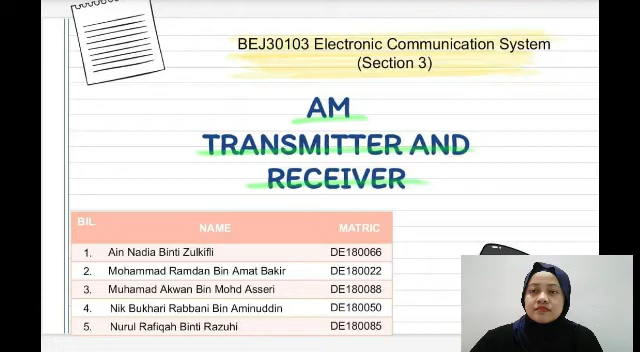 BEJ30103 Electronic Communication System
(Section 3)
AM
TRANSMITTER AND
RECEIVER
BIL. NAME MATRIC
1. Ain Nadia Binti Zulkifli DE180066
2. Mohammad Ramdan Bin Amat Bakir DE180022
3. Muhamad Akwan Bin Mohd Asseri DE180088
4. Nik Bukhari Rabbani Bin Aminuddin DE180050
5. Nurul Rafiqah Binti Razuhi DE180085